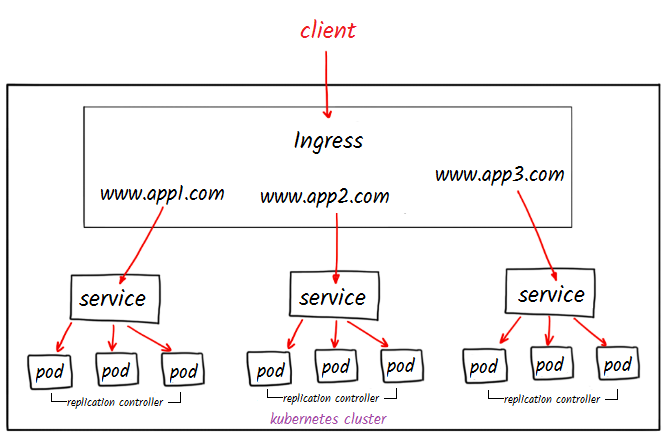 client
Ingress
www.app1.com
www.app2.com
www.app3.com
service
service
service
pod
pod
pod
pod
pod
pod
pod
pod
pod
replication controller
replication controller
replication controller
kubernetes cluster